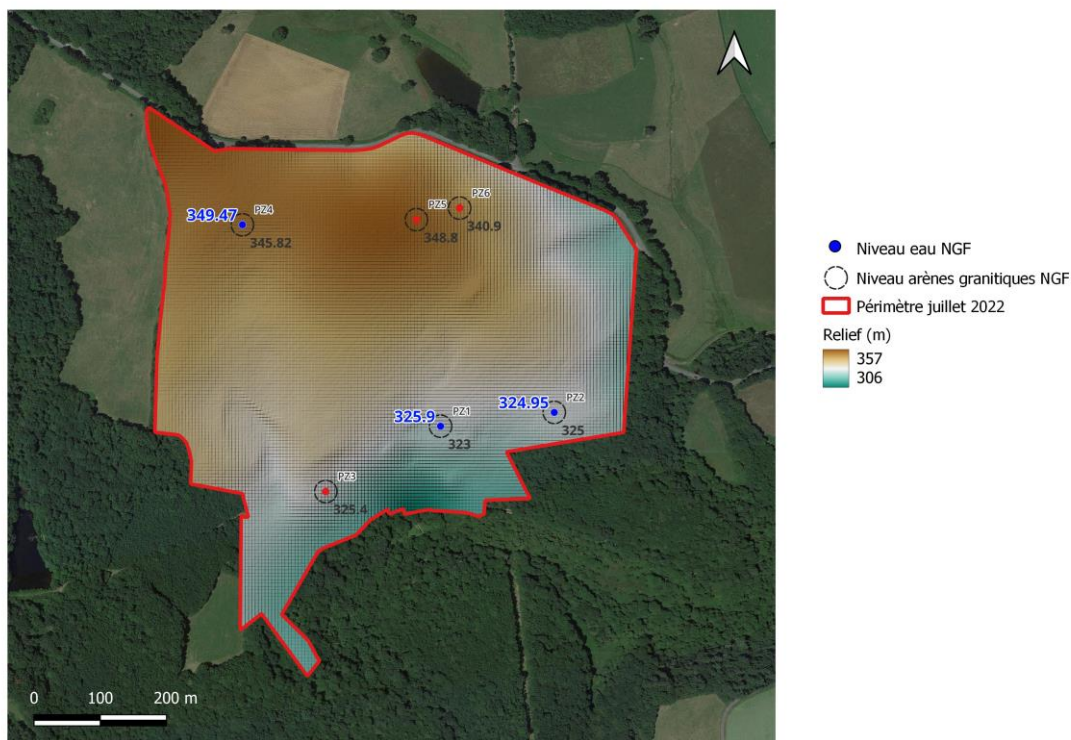 PZ6
PZ5
340.9
348.8
349.47
PZ4
345.82
324.95
PZ2
325
325.9
PZ1
323
PZ3
325.4
0 100 200 m
Niveau eau NGF
Niveau arènes granitiques NGF
Périmètre juillet 2022
Relief (m)
357
306